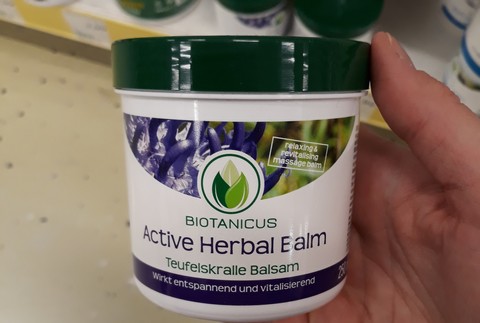 relaxing &
revitalising
massage balm
BIOTANICUS
Active Herbal Balm
Teufelskralle Balsam
Wirkt entspannend und vitalisierend